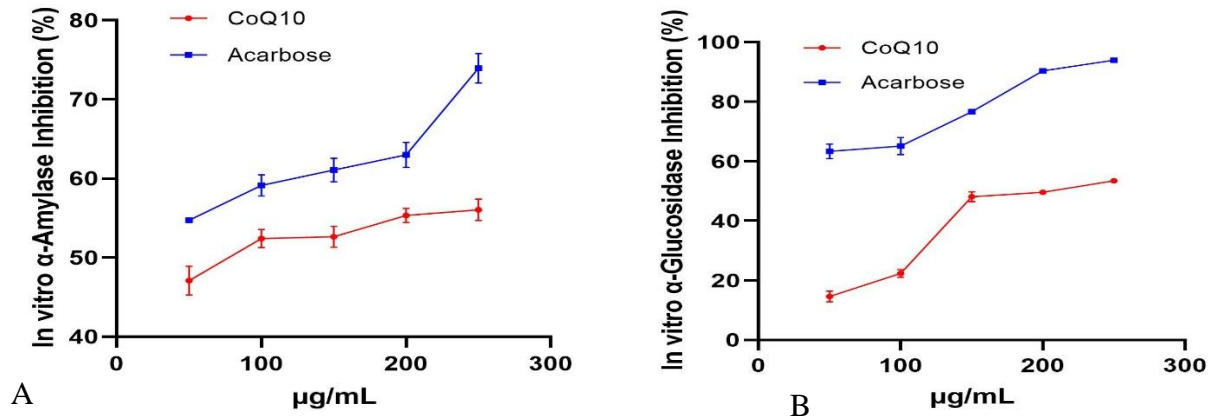 In vitro α-Amylase Inhibition (%)
80
70
60
50
40
CoQ10
Acarbose
0
100
200
300
µg/mL
A
In vitro α-Glucosidase Inhibition (%)
100
80
60
40
20
0
CoQ10
Acarbose
0
100
200
300
µg/mL
B